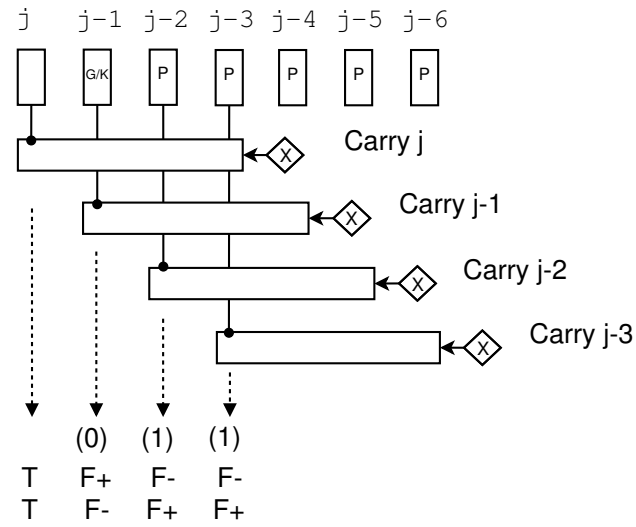 j j-1 j-2 j-3 j-4 j-5 j-6
G/K P P P P P
X Carry j
X Carry j-1
X Carry j-2
X Carry j-3
(0) (1) (1)
T F+ F- F-
T F- F+ F+